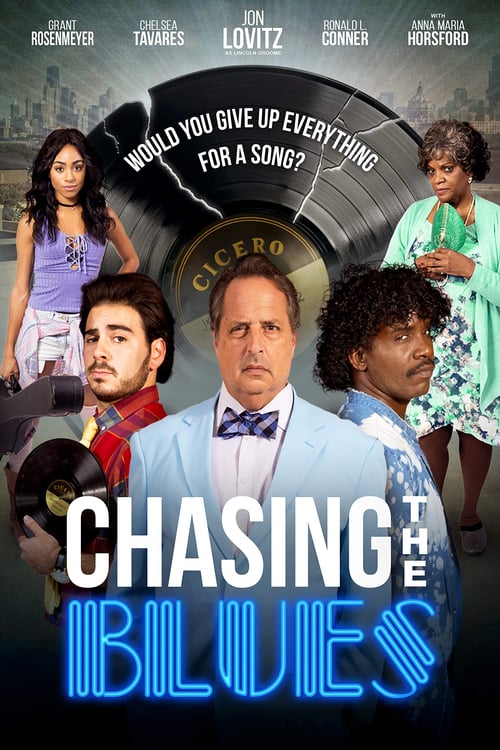 GRANT
ROSENMEYER
CHELSEA
TAVARES
JON
LOVITZ
AS LINCOLN GROOME
RONALD L.
CONNER
WITH
ANNA MARIA
HORSFORD
WOULD YOU GIVE UP EVERYTHING
FOR A SONG?
CICERO
CHASING
THE
BLUES